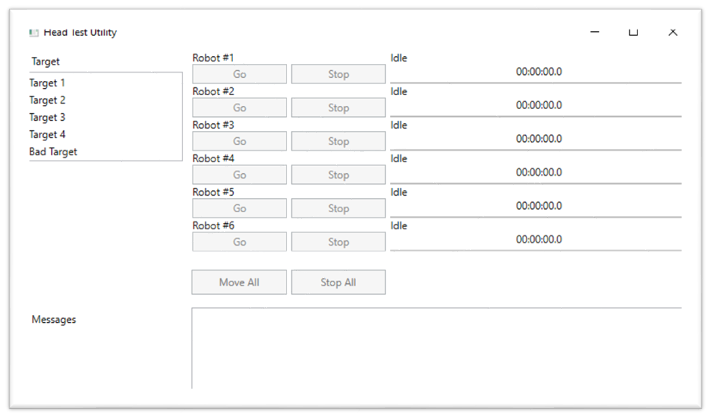 Head Test Utility
Target
Target 1
Target 2
Target 3
Target 4
Bad Target
Robot #1 Idle
Go Stop 00:00:00.0
Robot #2 Idle
Go Stop 00:00:00.0
Robot #3 Idle
Go Stop 00:00:00.0
Robot #4 Idle
Go Stop 00:00:00.0
Robot #5 Idle
Go Stop 00:00:00.0
Robot #6 Idle
Go Stop 00:00:00.0
Move All Stop All
Messages